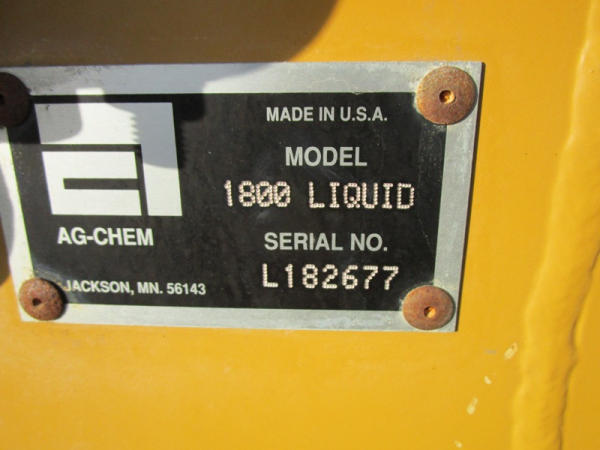 MADE IN U.S.A.
MODEL
1800 LIQUID
AG-CHEM
SERIAL NO.
JACKSON, MN. 56143
L182677